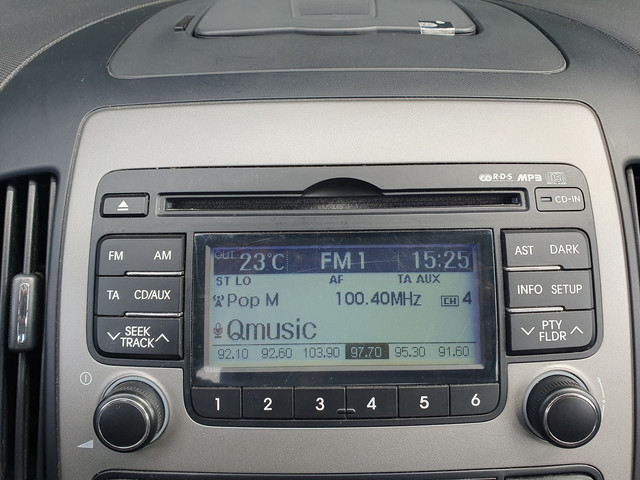 R·D·S MP3
CD-IN
OUT 23°C FM 1 15:25
ST LO AF TA AUX
Pop M 100.40MHz CH 4
Qmusic
92.10 92.60 103.90 97.70 95.30 91.60
FM AM
TA CD/AUX
SEEK
TRACK
AST DARK
INFO SETUP
PTY
FLDR
1 2 3 4 5 6